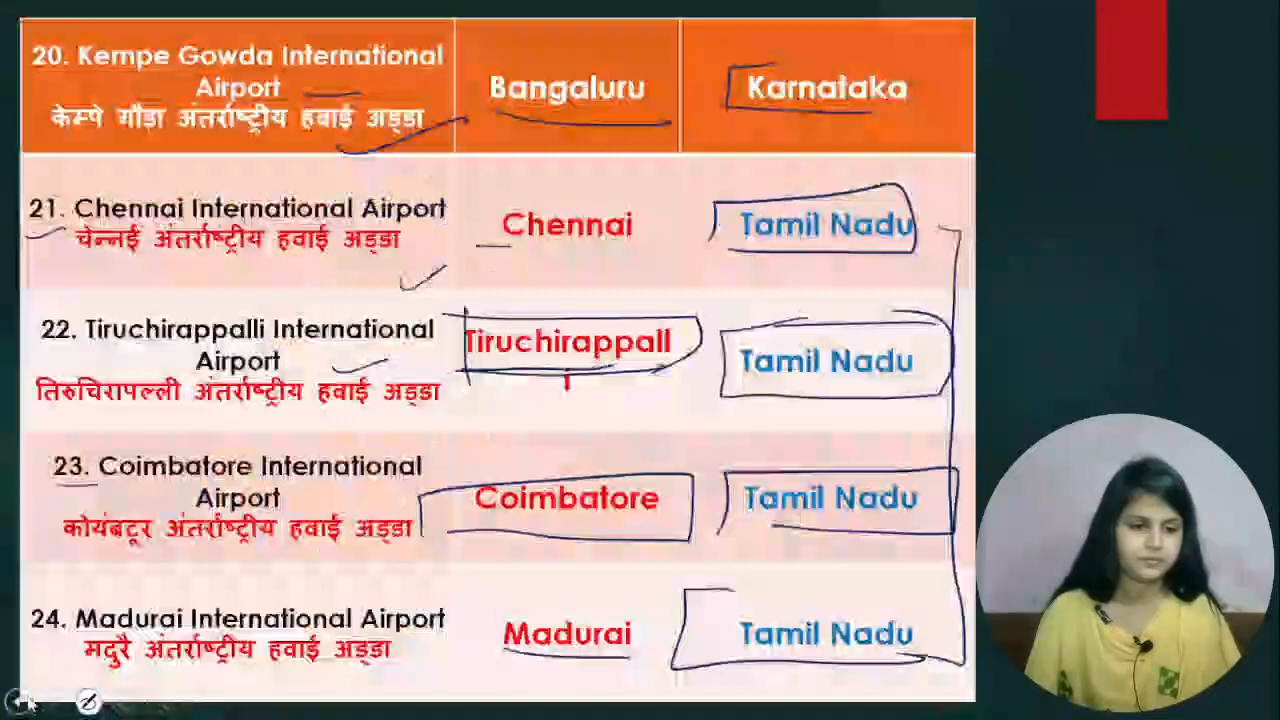 20. Kempe Gowda International
Airport
केम्पे गौडा अंतर्राष्ट्रीय हवाई अड्डा
Bangaluru
Karnataka
21. Chennai International Airport
चेन्नई अंतर्राष्ट्रीय हवाई अड्डा
Chennai
Tamil Nadu
22. Tiruchirappalli International
Airport
तिरुचिरापल्ली अंतर्राष्ट्रीय हवाई अड्डा
Tiruchirappall
i
Tamil Nadu
23. Coimbatore International
Airport
कोयंबटूर अंतर्राष्ट्रीय हवाई अड्डा
Coimbatore
Tamil Nadu
24. Madurai International Airport
मदुरै अंतर्राष्ट्रीय हवाई अड्डा
Madurai
Tamil Nadu